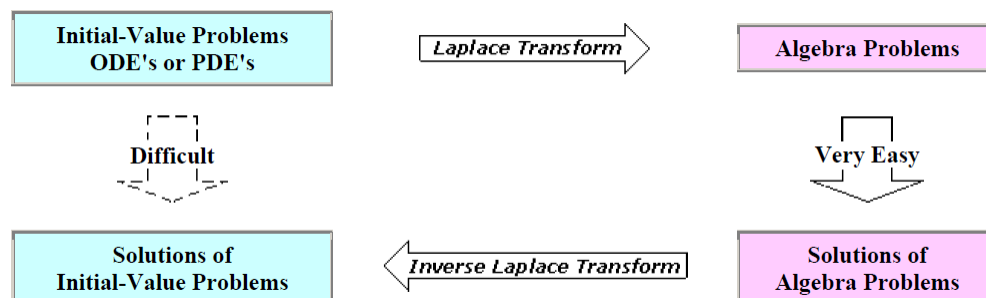 Initial-Value Problems
ODE's or PDE's
Laplace Transform
Algebra Problems
Difficult
Very Easy
Solutions of
Initial-Value Problems
Inverse Laplace Transform
Solutions of
Algebra Problems